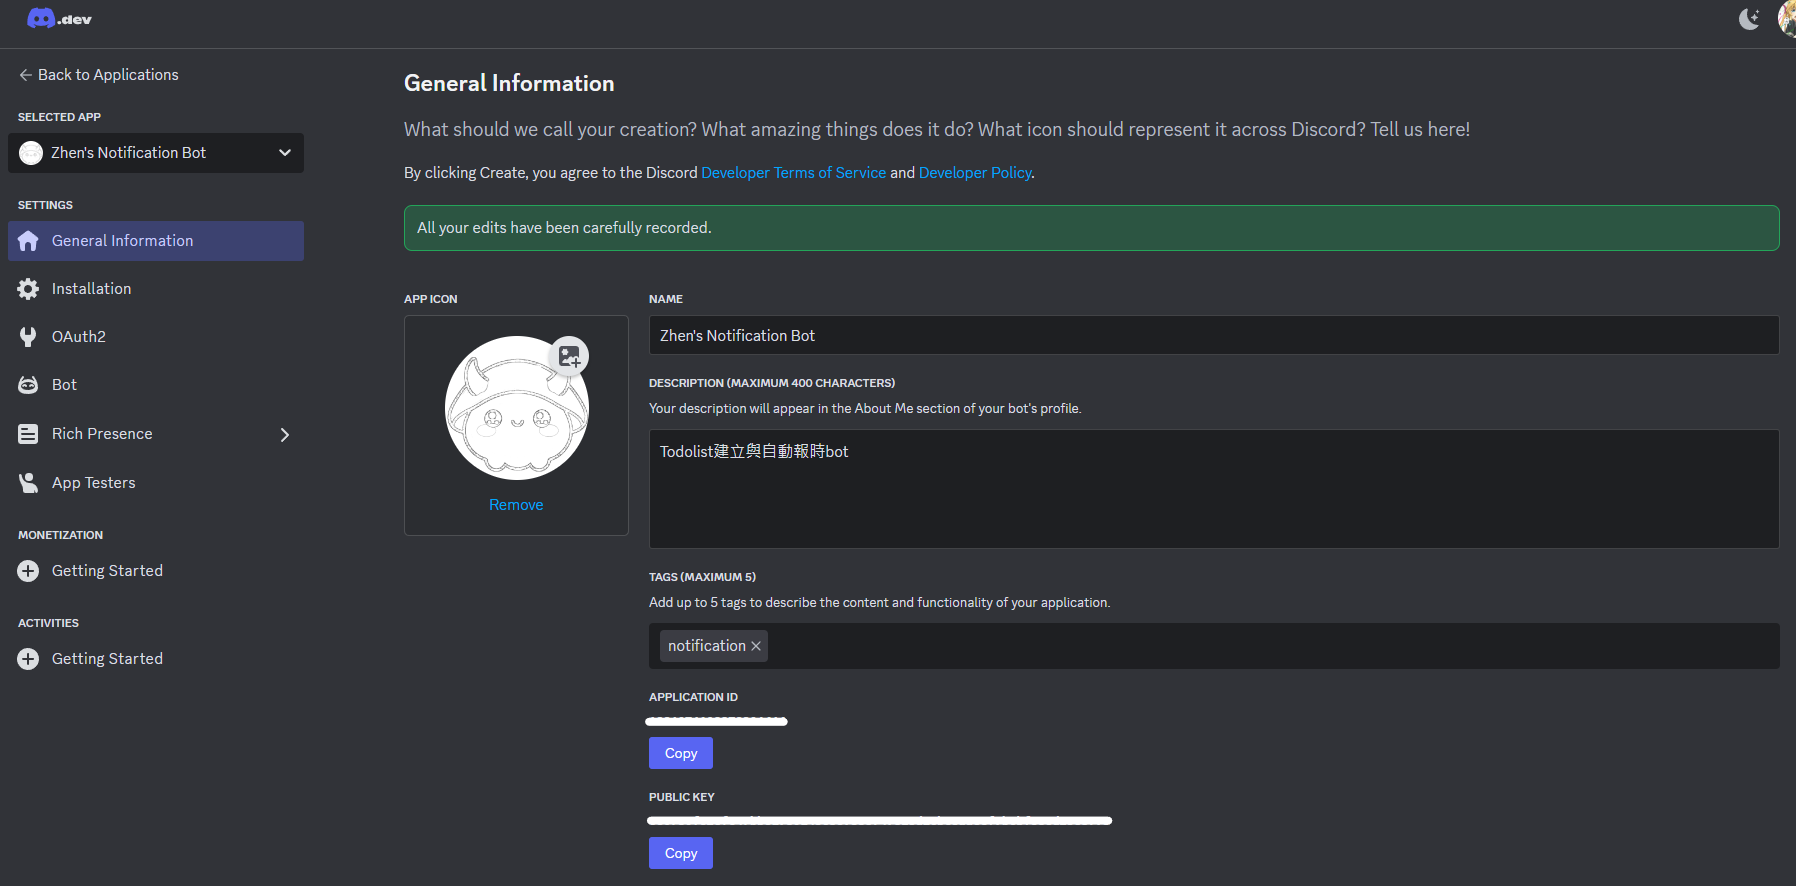 .dev
Back to Applications
SELECTED APP
Zhen's Notification Bot
SETTINGS
General Information
Installation
OAuth2
Bot
Rich Presence
App Testers
MONETIZATION
Getting Started
ACTIVITIES
Getting Started
General Information
What should we call your creation? What amazing things does it do? What icon should represent it across Discord? Tell us here!
By clicking Create, you agree to the Discord Developer Terms of Service and Developer Policy.
All your edits have been carefully recorded.
APP ICON
Remove
NAME
Zhen's Notification Bot
DESCRIPTION (MAXIMUM 400 CHARACTERS)
Your description will appear in the About Me section of your bot's profile.
Todolist建立與自動報時bot
TAGS (MAXIMUM 5)
Add up to 5 tags to describe the content and functionality of your application.
notification
APPLICATION ID
Copy
PUBLIC KEY
Copy